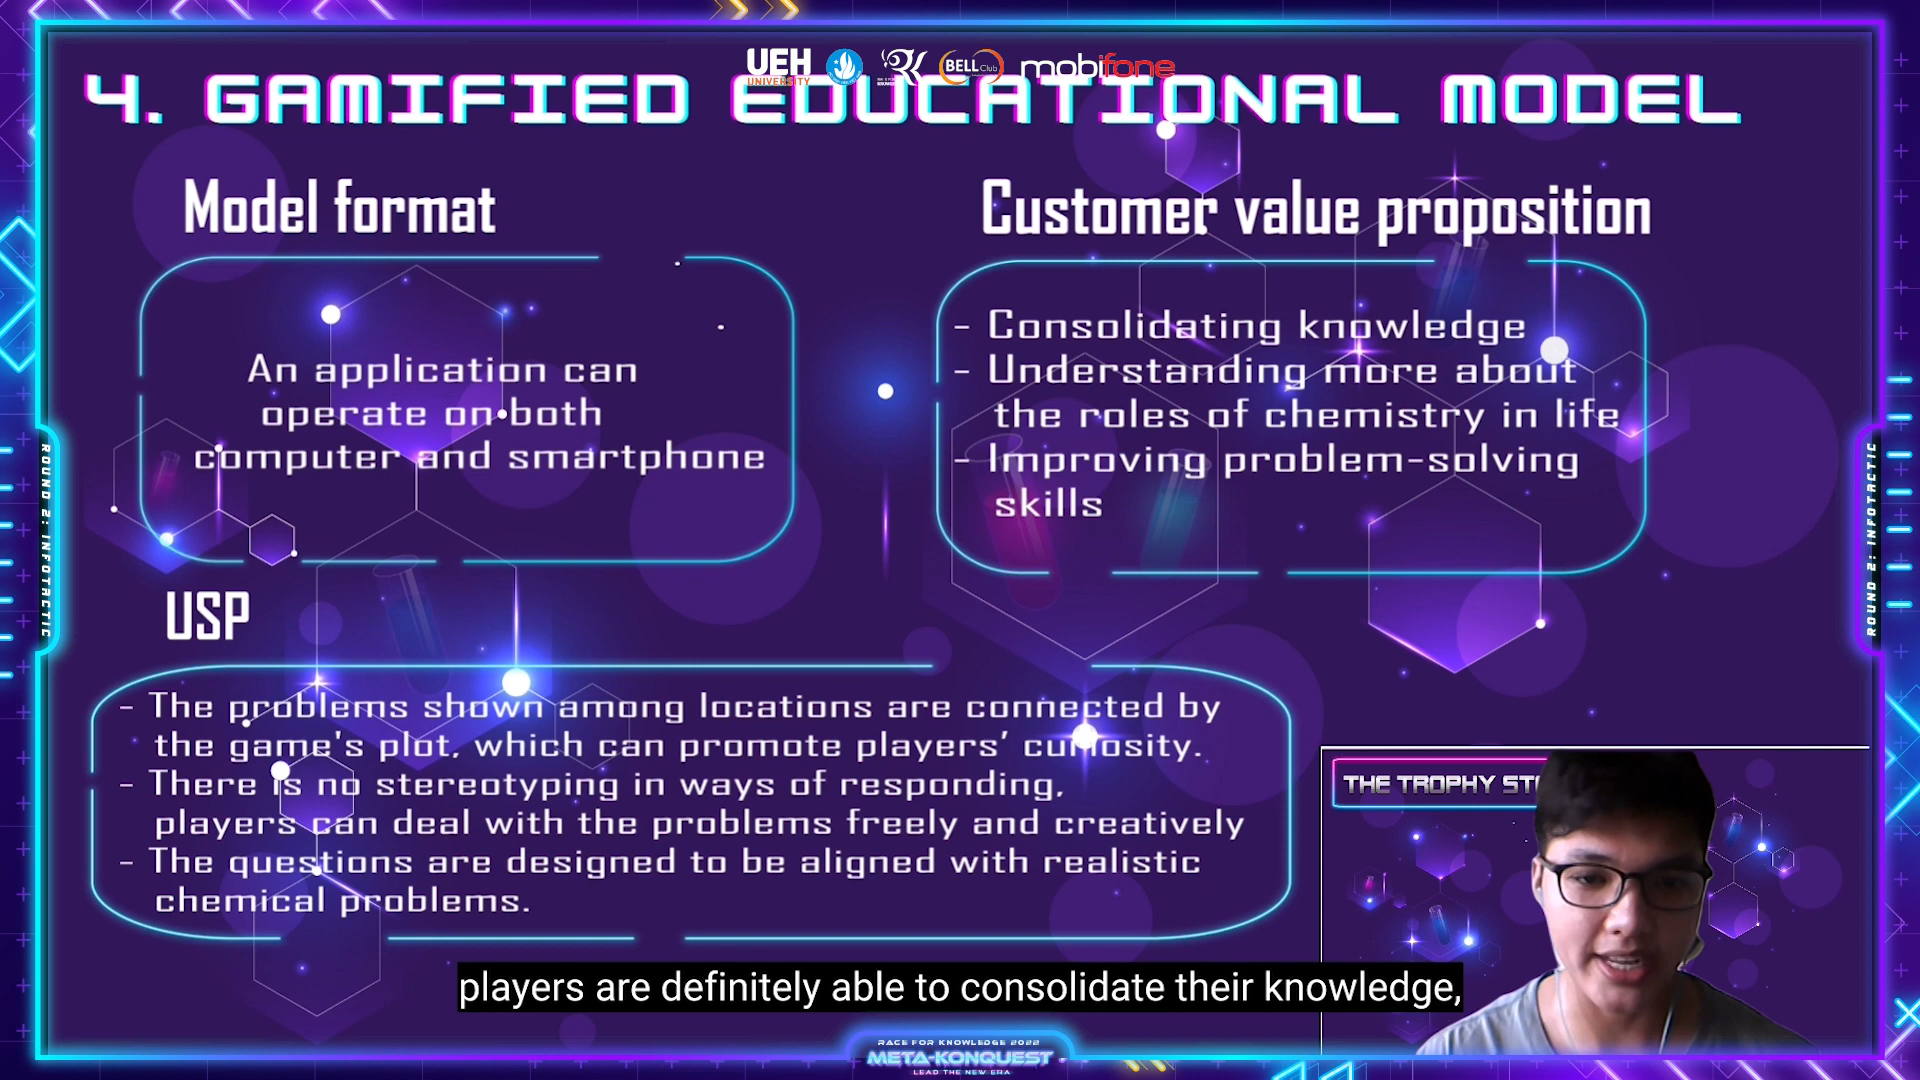 UEH
UNIVERSITY
BELL Club
mobifone
4. GAMIFIED EDUCATIONAL MODEL
Model format
An application can
operate on both
computer and smartphone
Customer value proposition
- Consolidating knowledge
- Understanding more about
the roles of chemistry in life
- Improving problem-solving
skills
USP
- The problems shown among locations are connected by
the game's plot, which can promote players’ curiosity.
- There is no stereotyping in ways of responding,
players can deal with the problems freely and creatively
- The questions are designed to be aligned with realistic
chemical problems.
ROUND 2: INFOTACTIC
ROUND 2: INFOTACTIC
THE TROPHY
players are definitely able to consolidate their knowledge,
RACE FOR KNOWLEDGE 2022
META-KONQUEST
LEAD THE NEW ERA